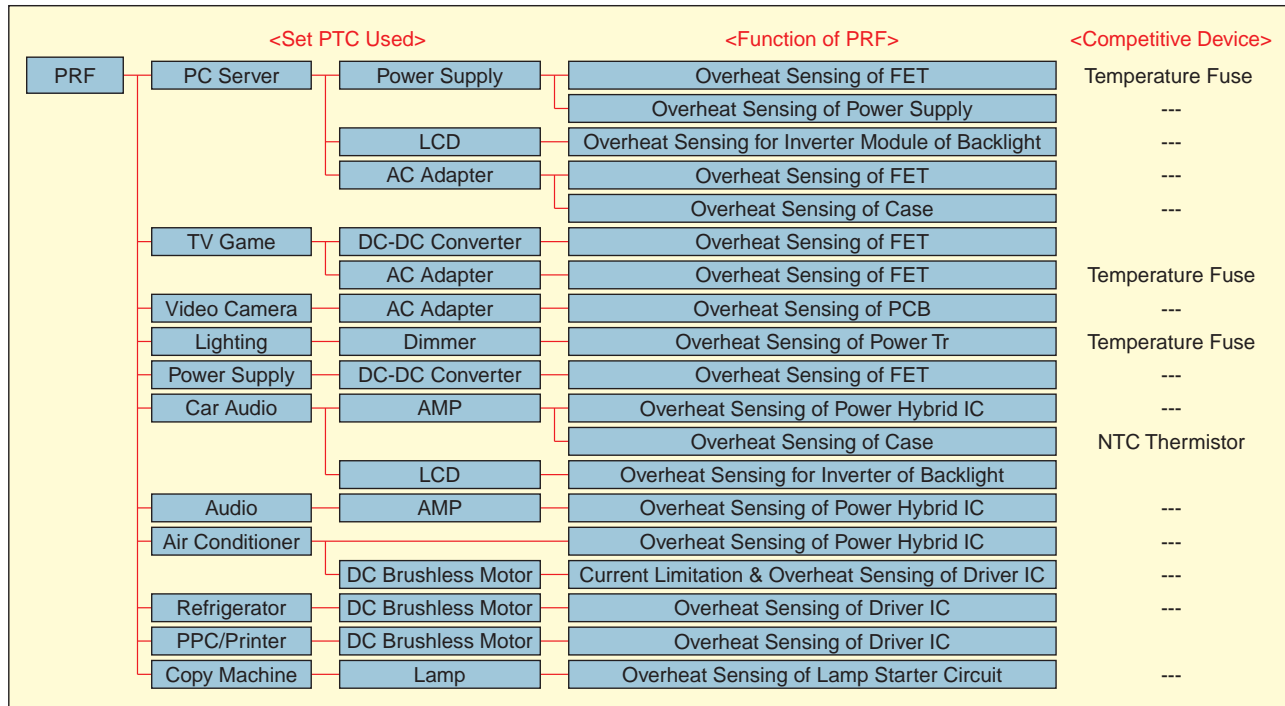 <Set PTC Used> <Function of PRF> <Competitive Device>
PRF PC Server Power Supply Overheat Sensing of FET Temperature Fuse
Overheat Sensing of Power Supply ---
LCD Overheat Sensing for Inverter Module of Backlight ---
AC Adapter Overheat Sensing of FET ---
Overheat Sensing of Case ---
TV Game DC-DC Converter Overheat Sensing of FET
AC Adapter Overheat Sensing of FET Temperature Fuse
Video Camera AC Adapter Overheat Sensing of PCB ---
Lighting Dimmer Overheat Sensing of Power Tr Temperature Fuse
Power Supply DC-DC Converter Overheat Sensing of FET ---
Car Audio AMP Overheat Sensing of Power Hybrid IC ---
Overheat Sensing of Case NTC Thermistor
LCD Overheat Sensing for Inverter of Backlight
Audio AMP Overheat Sensing of Power Hybrid IC ---
Air Conditioner Overheat Sensing of Power Hybrid IC ---
DC Brushless Motor Current Limitation & Overheat Sensing of Driver IC ---
Refrigerator DC Brushless Motor Overheat Sensing of Driver IC ---
PPC/Printer DC Brushless Motor Overheat Sensing of Driver IC
Copy Machine Lamp Overheat Sensing of Lamp Starter Circuit ---